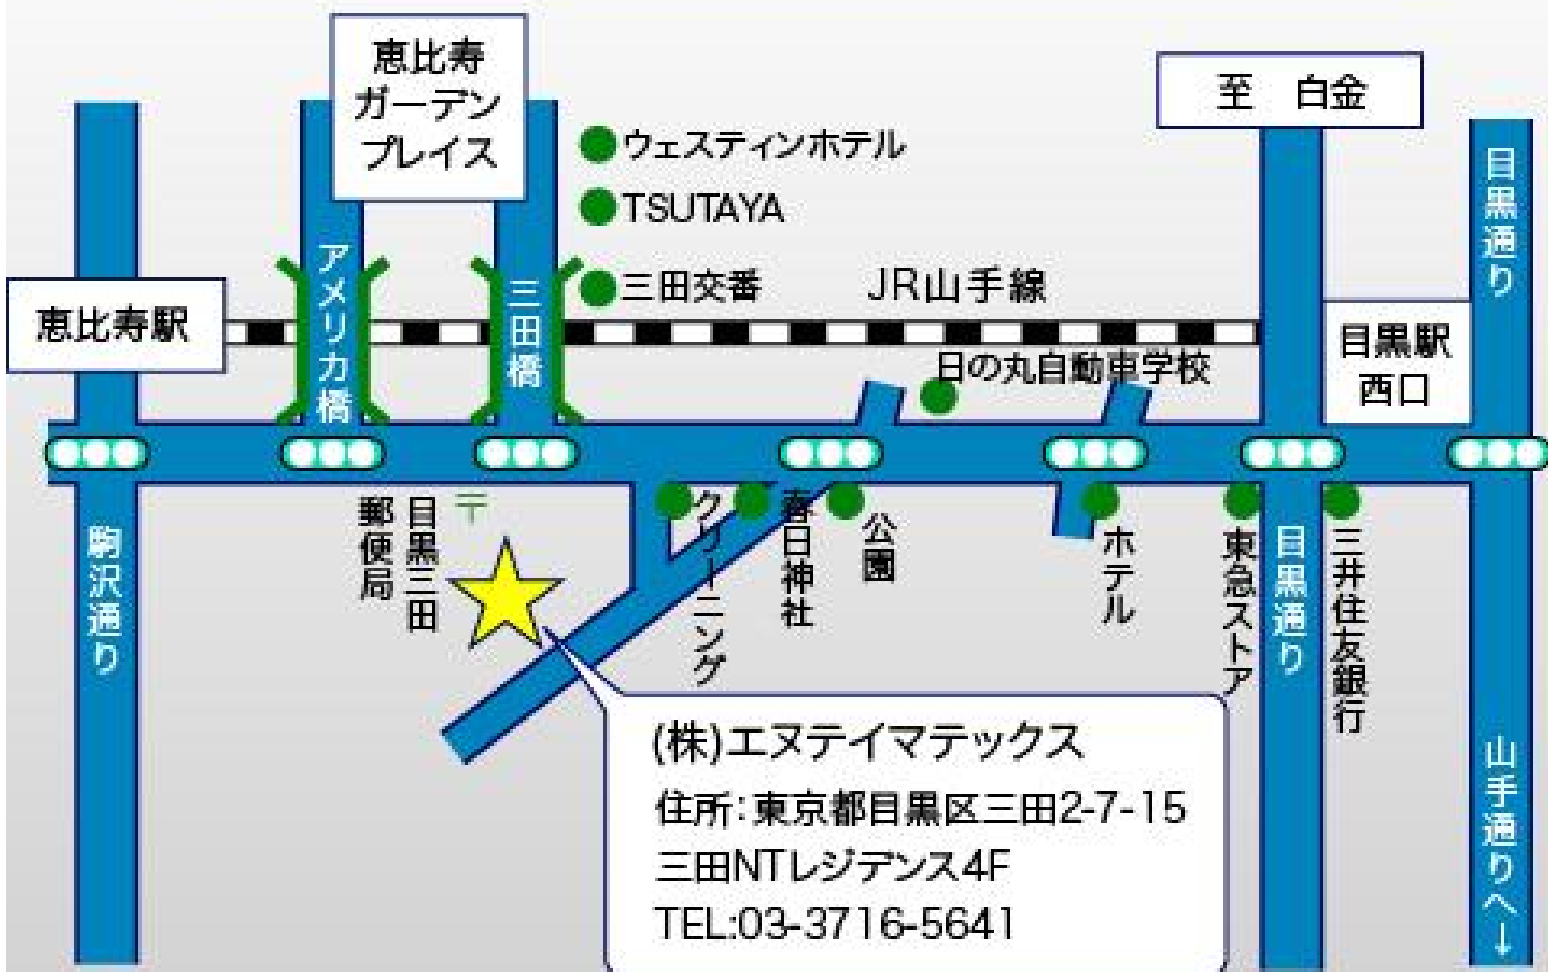 恵比寿
ガーデン
プレイス
至　白金
ウェスティンホテル
TSUTAYA
三田交番
JR山手線
目黒通り
アメリカ橋
三田橋
恵比寿駅
目黒駅
西口
日の丸自動車学校
駒沢通り
〒
目黒三田
郵便局
クリーニング
春日神社
公園
ホテル
東急ストア
目黒通り
三井住友銀行
山手通りへ↓
(株)エヌテイマテックス
住所:東京都目黒区三田2-7-15
三田NTレジデンス4F
TEL:03-3716-5641